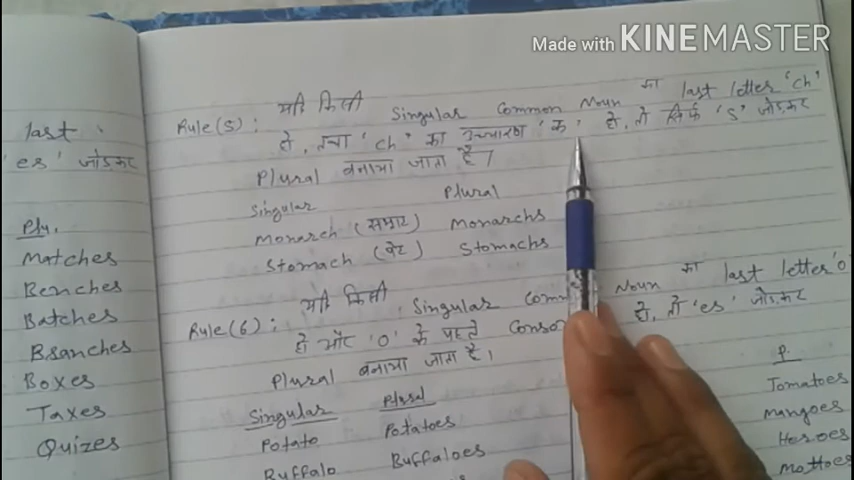 Made with KINEMASTER
last
'es' जोड़कर
Plu.
Matches
Benches
Batches
Branches
Boxes
Taxes
Quizes
Rule(5): यदि किसी Singular Common Noun का last letter 'ch'
हो, तथा 'ch' का उच्चारण 'क' हो, तो सिर्फ 's' जोड़कर
Plural बनाया जाता है।
Singular Plural
Monarch (सम्राट) Monarchs
Stomach (पेट) Stomachs
Rule(6): यदि किसी Singular Noun का last letter 'o'
हो और 'o' के पहले हो, तो 'es' जोड़कर
Plural बनाया जाता है।
Singular Plural P.
Potato Potatoes Tomatoes
Buffalo Buffaloes Mangoes
Heroes
Mottoes